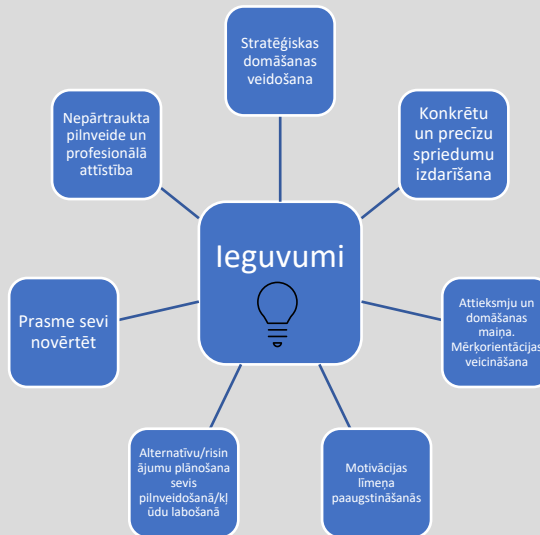 Stratēģiskas
domāšanas
veidošana
Konkrētu
un precīzu
spriedumu
izdarīšana
Attieksmju un
domāšanas
maiņa.
Mērķorientācijas
veicināšana
Motivācijas
līmeņa
paaugstināšanās
Alternatīvu/risin
ājumu plānošana
sevis
pilnveidošanā/kļ
ūdu labošanā
Prasme sevi
novērtēt
Nepārtraukta
pilnveide un
profesionālā
attīstība
Ieguvumi